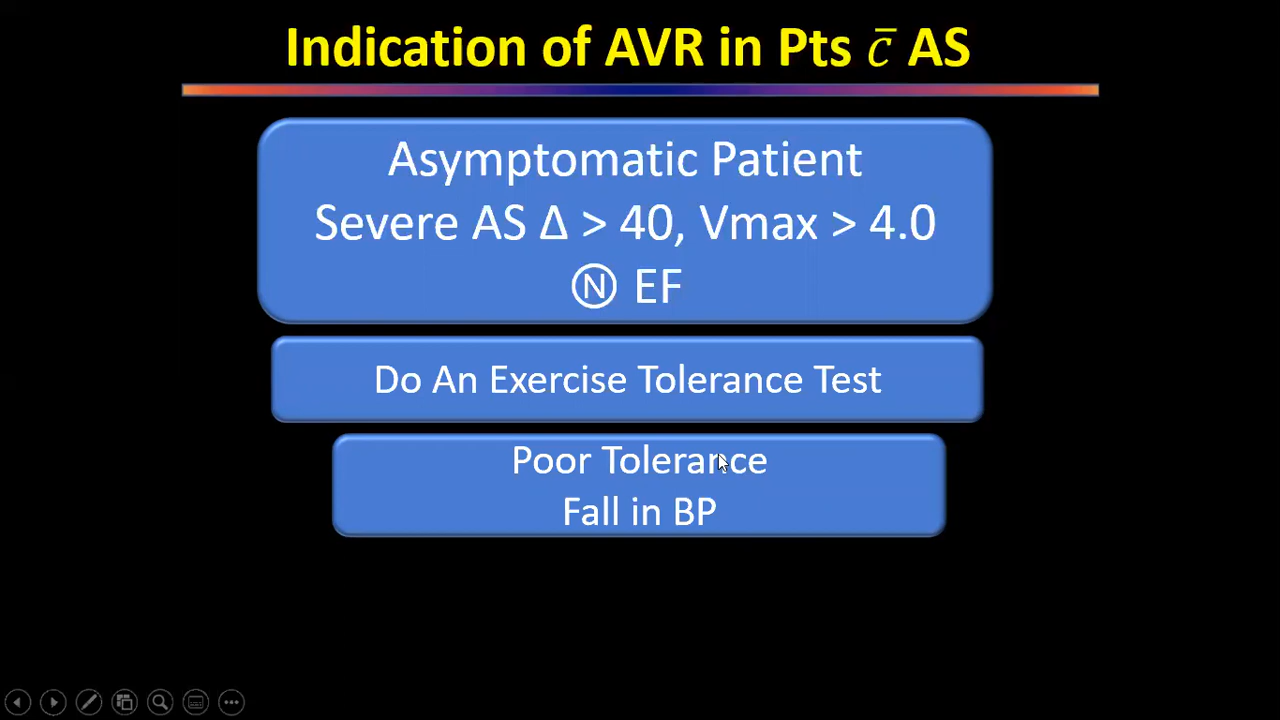 Indication of AVR in Pts c̄ AS
Asymptomatic Patient
Severe AS Δ > 40, Vmax > 4.0
Ⓝ EF
Do An Exercise Tolerance Test
Poor Tolerance
Fall in BP